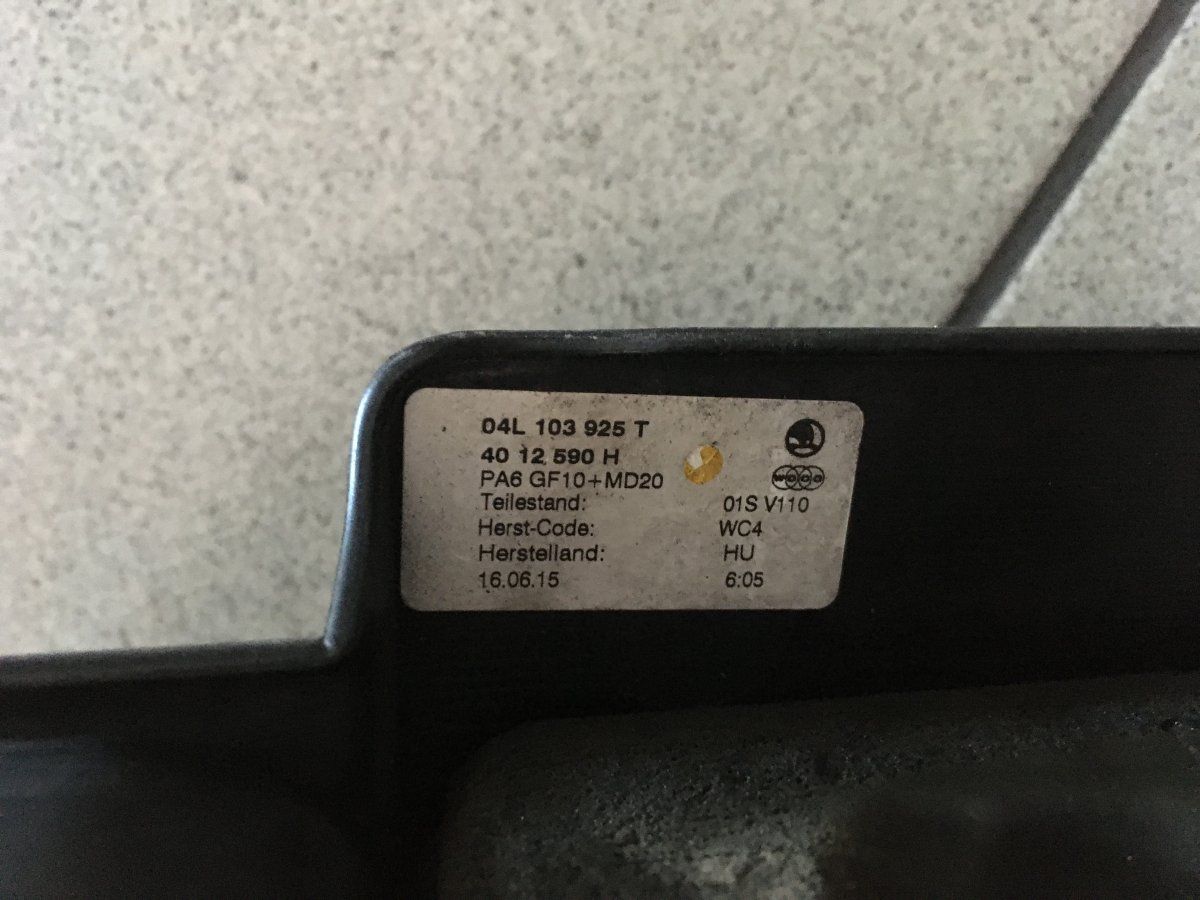 04L 103 925 T
40 12 590 H
PA6 GF10+MD20
Teilestand: 01S V110
Herst-Code: WC4
Herstelland: HU
16.06.15 6:05